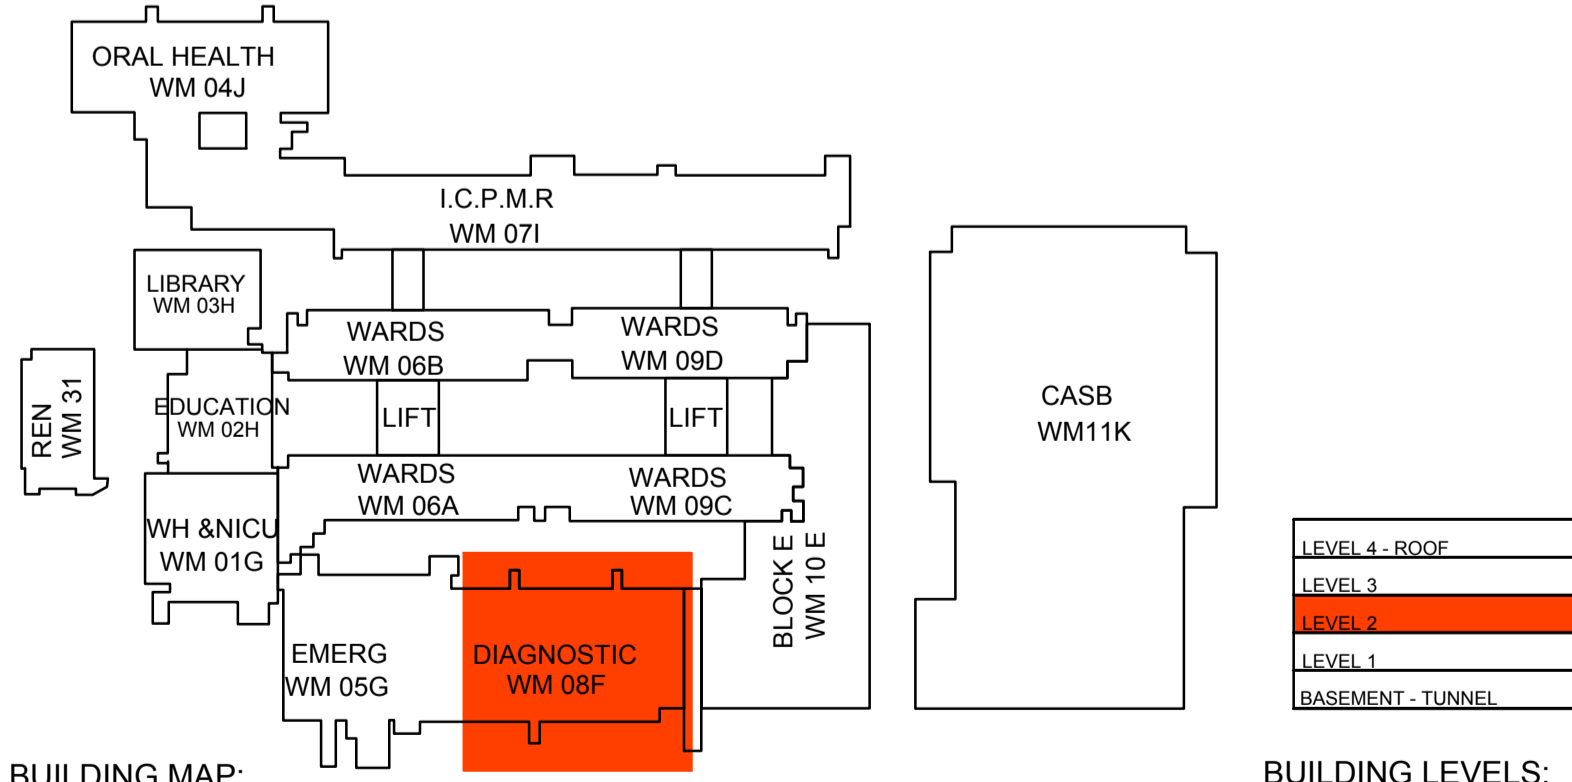 ORAL HEALTH
WM 04J
I.C.P.M.R
WM 07I
LIBRARY
WM 03H
WARDS
WM 06B
WARDS
WM 09D
REN
WM 31
EDUCATION
WM 02H
LIFT
LIFT
CASB
WM11K
WARDS
WM 06A
WARDS
WM 09C
WH &NICU
WM 01G
BLOCK E
WM 10 E
EMERG
WM 05G
DIAGNOSTIC
WM 08F
LEVEL 4 - ROOF
LEVEL 3
LEVEL 2
LEVEL 1
BASEMENT - TUNNEL
BUILDING MAP:
BUILDING LEVELS: